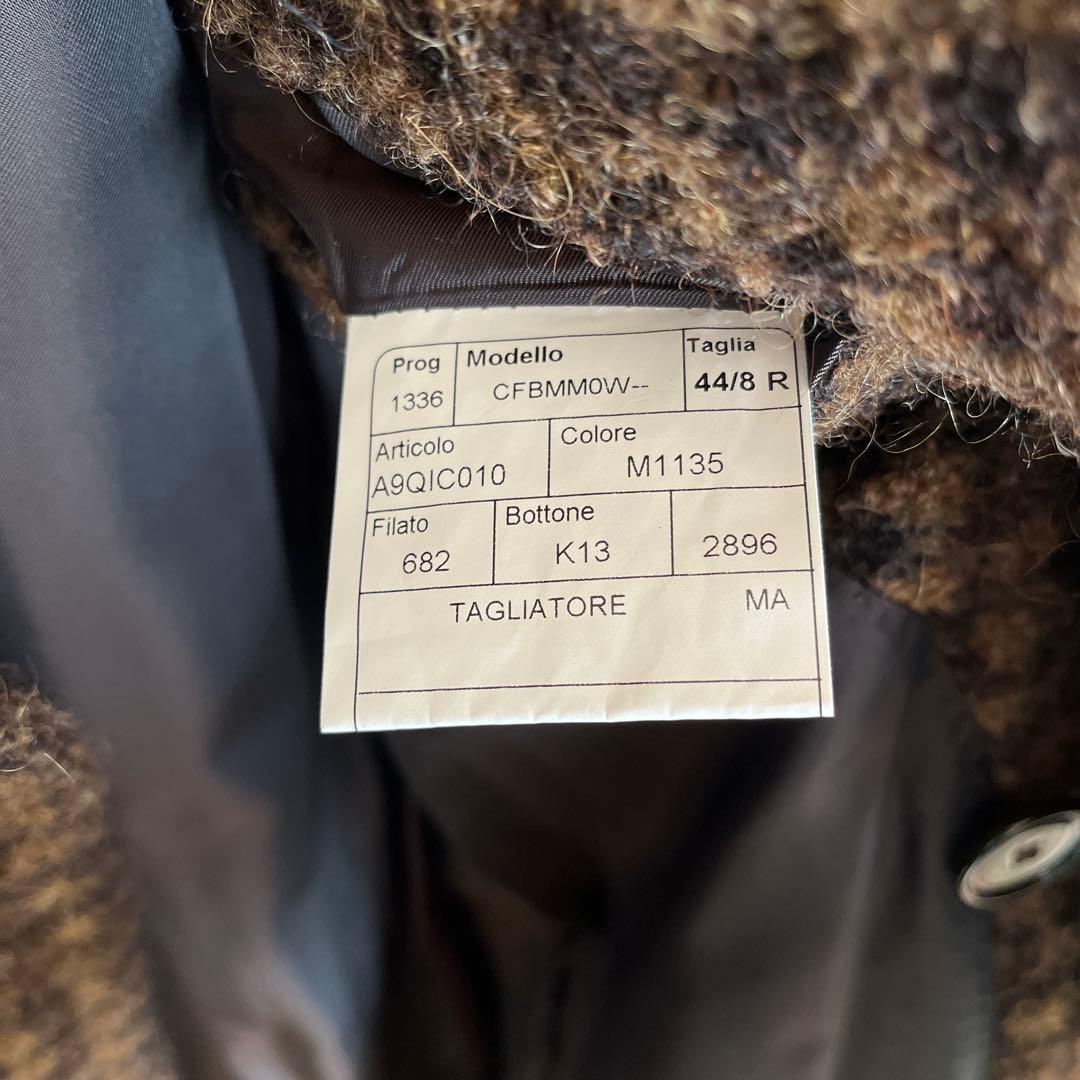 Prog Modello Taglia
1336 CFBMM0W-- 44/8 R
Articolo Colore
A9QIC010 M1135
Filato Bottone
682 K13 2896
TAGLIATORE MA